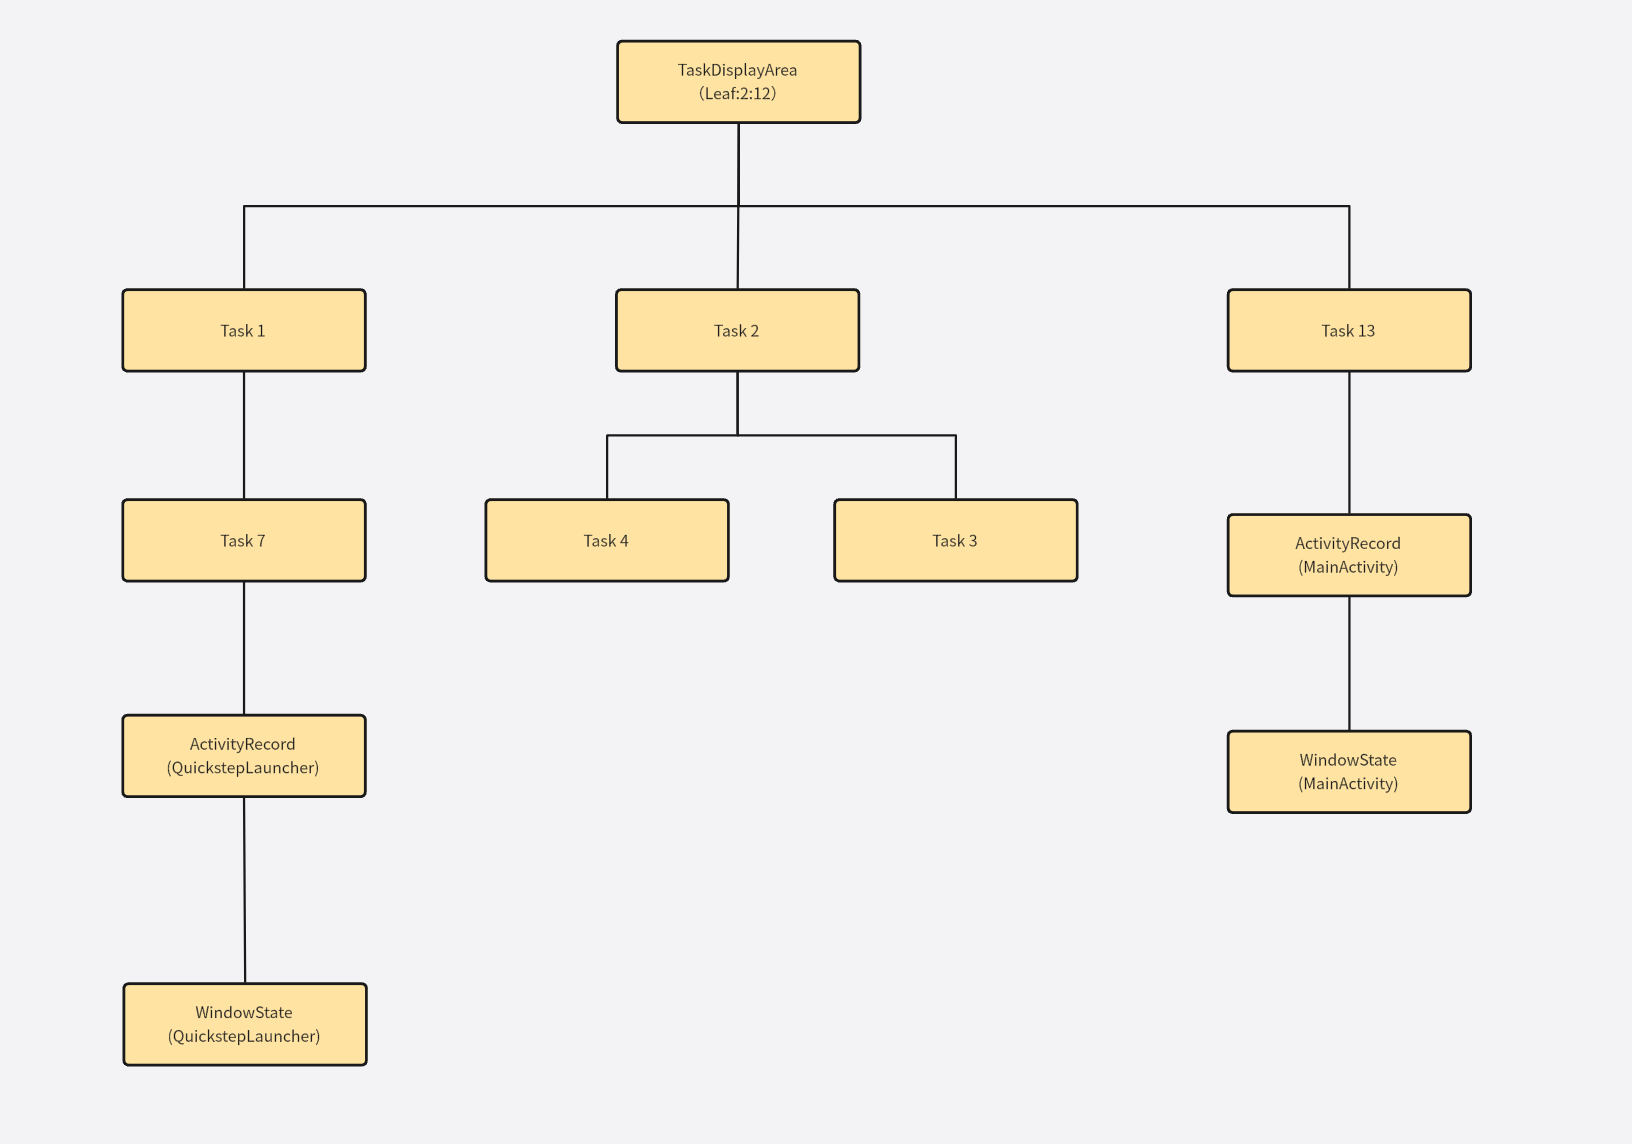 TaskDisplayArea
（Leaf:2:12）
Task 1
Task 2
Task 13
Task 7
Task 4
Task 3
ActivityRecord
(MainActivity)
ActivityRecord
(QuickstepLauncher)
WindowState
(MainActivity)
WindowState
(QuickstepLauncher)